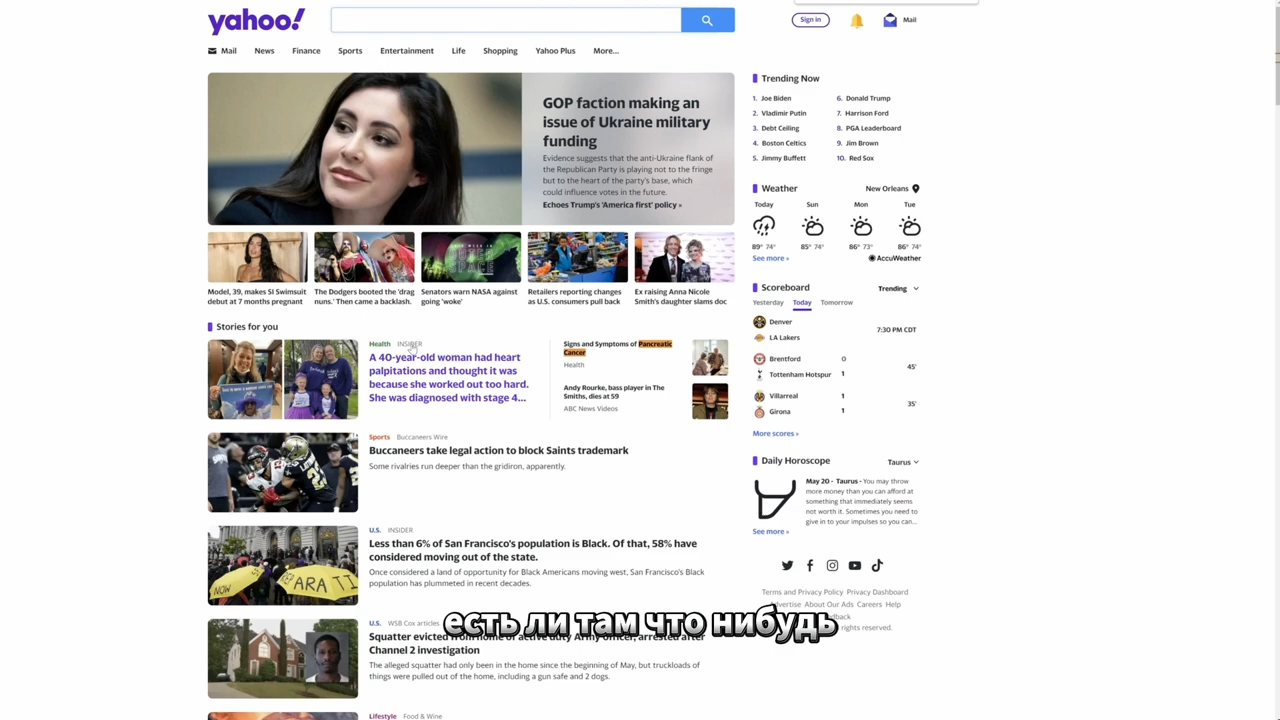 yahoo!
Sign in
Mail
Mail News Finance Sports Entertainment Life Shopping Yahoo Plus More...
GOP faction making an
issue of Ukraine military
funding
Evidence suggests that the anti-Ukraine flank of
the Republican Party is playing not to the fringe
but to the heart of the party's base, which
could influence votes in the future.
Echoes Trump's 'America first' policy »
Model, 39, makes SI Swimsuit
debut at 7 months pregnant
The Dodgers booted the 'drag
nuns.' Then came a backlash.
Senators warn NASA against
going 'woke'
Retailers reporting changes
as U.S. consumers pull back
Ex raising Anna Nicole
Smith's daughter slams doc
Stories for you
Health INSIDER
A 40-year-old woman had heart
palpitations and thought it was
because she worked out too hard.
She was diagnosed with stage 4...
Signs and Symptoms of Pancreatic
Cancer
Health
Andy Rourke, bass player in The
Smiths, dies at 59
ABC News Videos
Sports Buccaneers Wire
Buccaneers take legal action to block Saints trademark
Some rivalries run deeper than the gridiron, apparently.
U.S. INSIDER
Less than 6% of San Francisco's population is Black. Of that, 58% have
considered moving out of the state.
Once considered a land of opportunity for Black Americans moving west, San Francisco's Black
population has plummeted in recent decades.
U.S. WSB Cox articles
Squatter evicted from home of active duty Army officer, arrested after
Channel 2 investigation
The alleged squatter had only been in the home since the beginning of May, but truckloads of
things were pulled out of the home, including a gun safe and 2 dogs.
Lifestyle Food & Wine
Trending Now
1. Joe Biden
2. Vladimir Putin
3. Debt Ceiling
4. Boston Celtics
5. Jimmy Buffett
6. Donald Trump
7. Harrison Ford
8. PGA Leaderboard
9. Jim Brown
10. Red Sox
Weather New Orleans
Today Sun Mon Tue
89° 74° 85° 74° 86° 73° 86° 74°
See more » AccuWeather
Scoreboard Trending
Yesterday Today Tomorrow
Denver
LA Lakers
7:30 PM CDT
Brentford 0
Tottenham Hotspur 1
45'
Villarreal 1
Girona 1
35'
More scores »
Daily Horoscope Taurus
May 20 - Taurus - You may throw
more money than you can afford at
something that immediately seems
not worth it. Sometimes you need to
give in to your impulses so you can...
See more »
Terms and Privacy Policy Privacy Dashboard
Advertise About Our Ads Careers Help
rights reserved.
есть ли там что нибудь